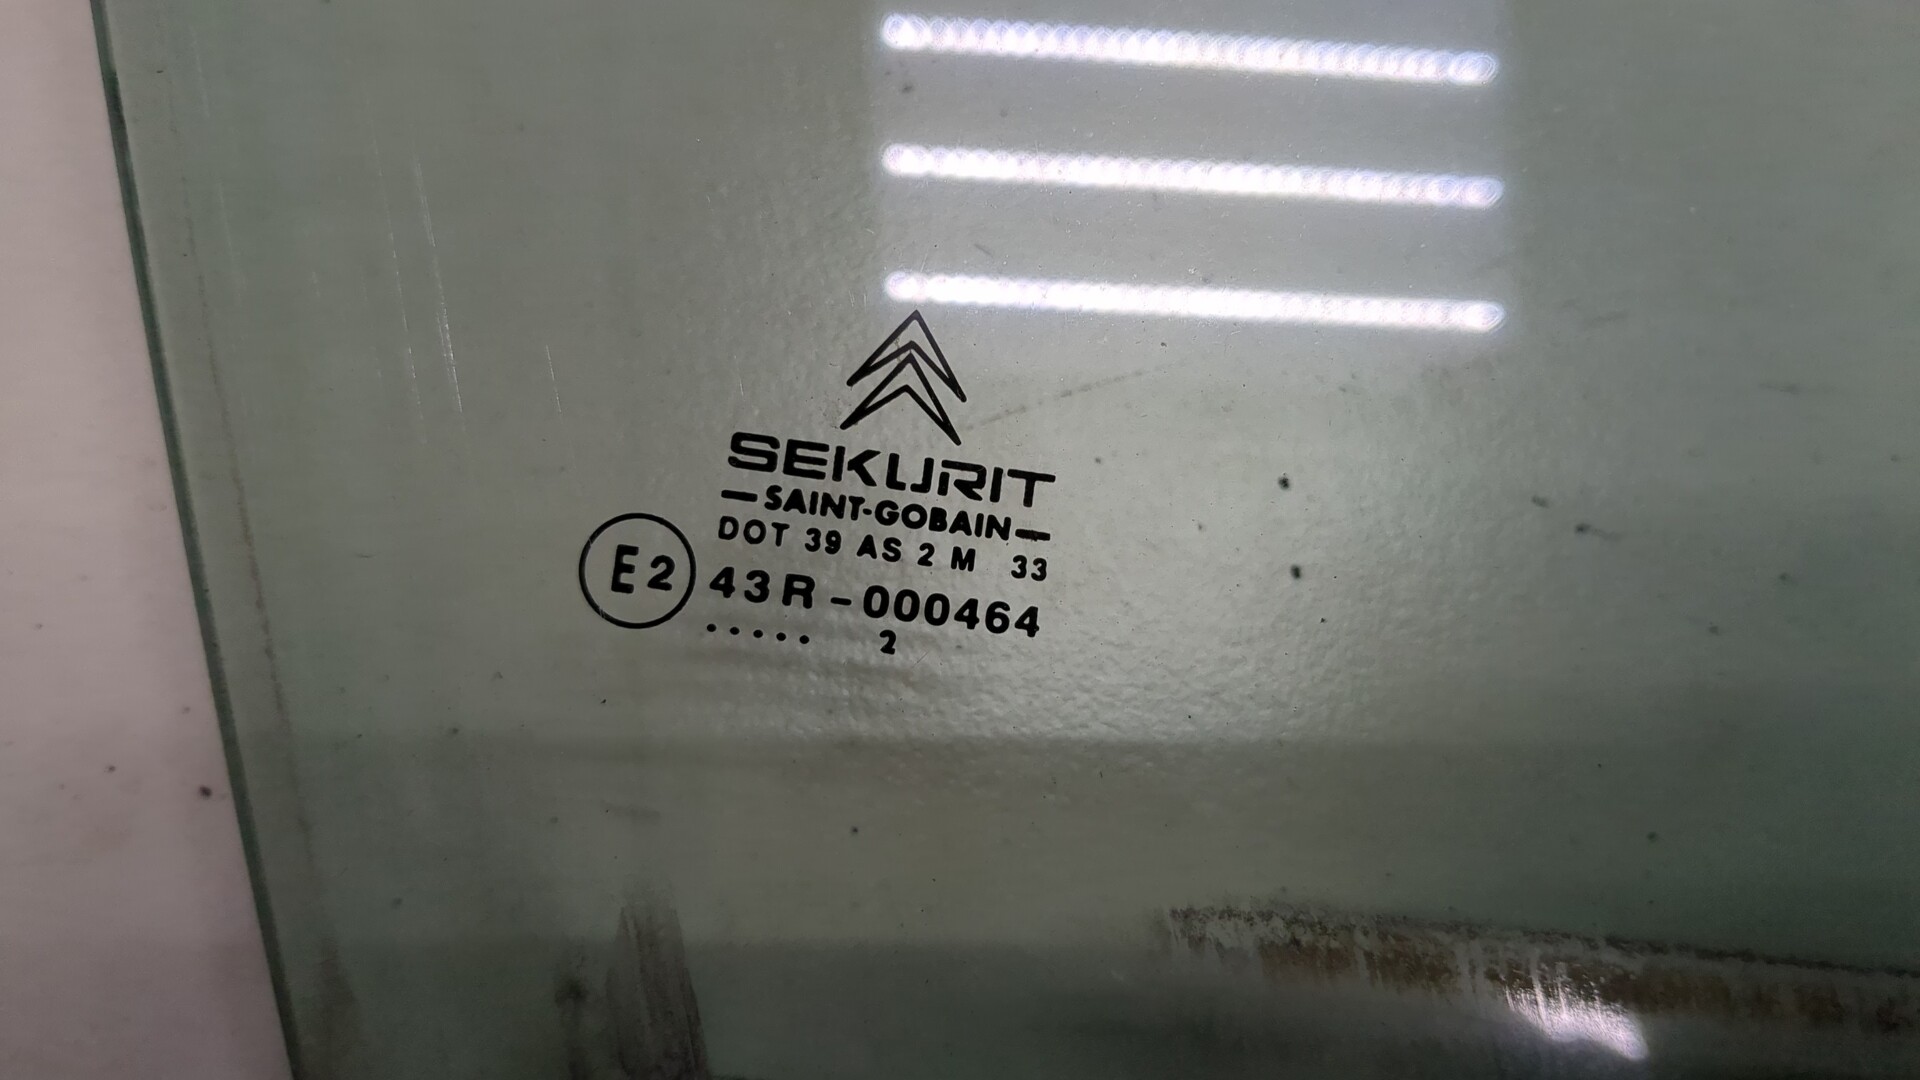 SEKURIT
—SAINT-GOBAIN—
DOT 39 AS 2 M 33
E2 43R-000464
..... 2